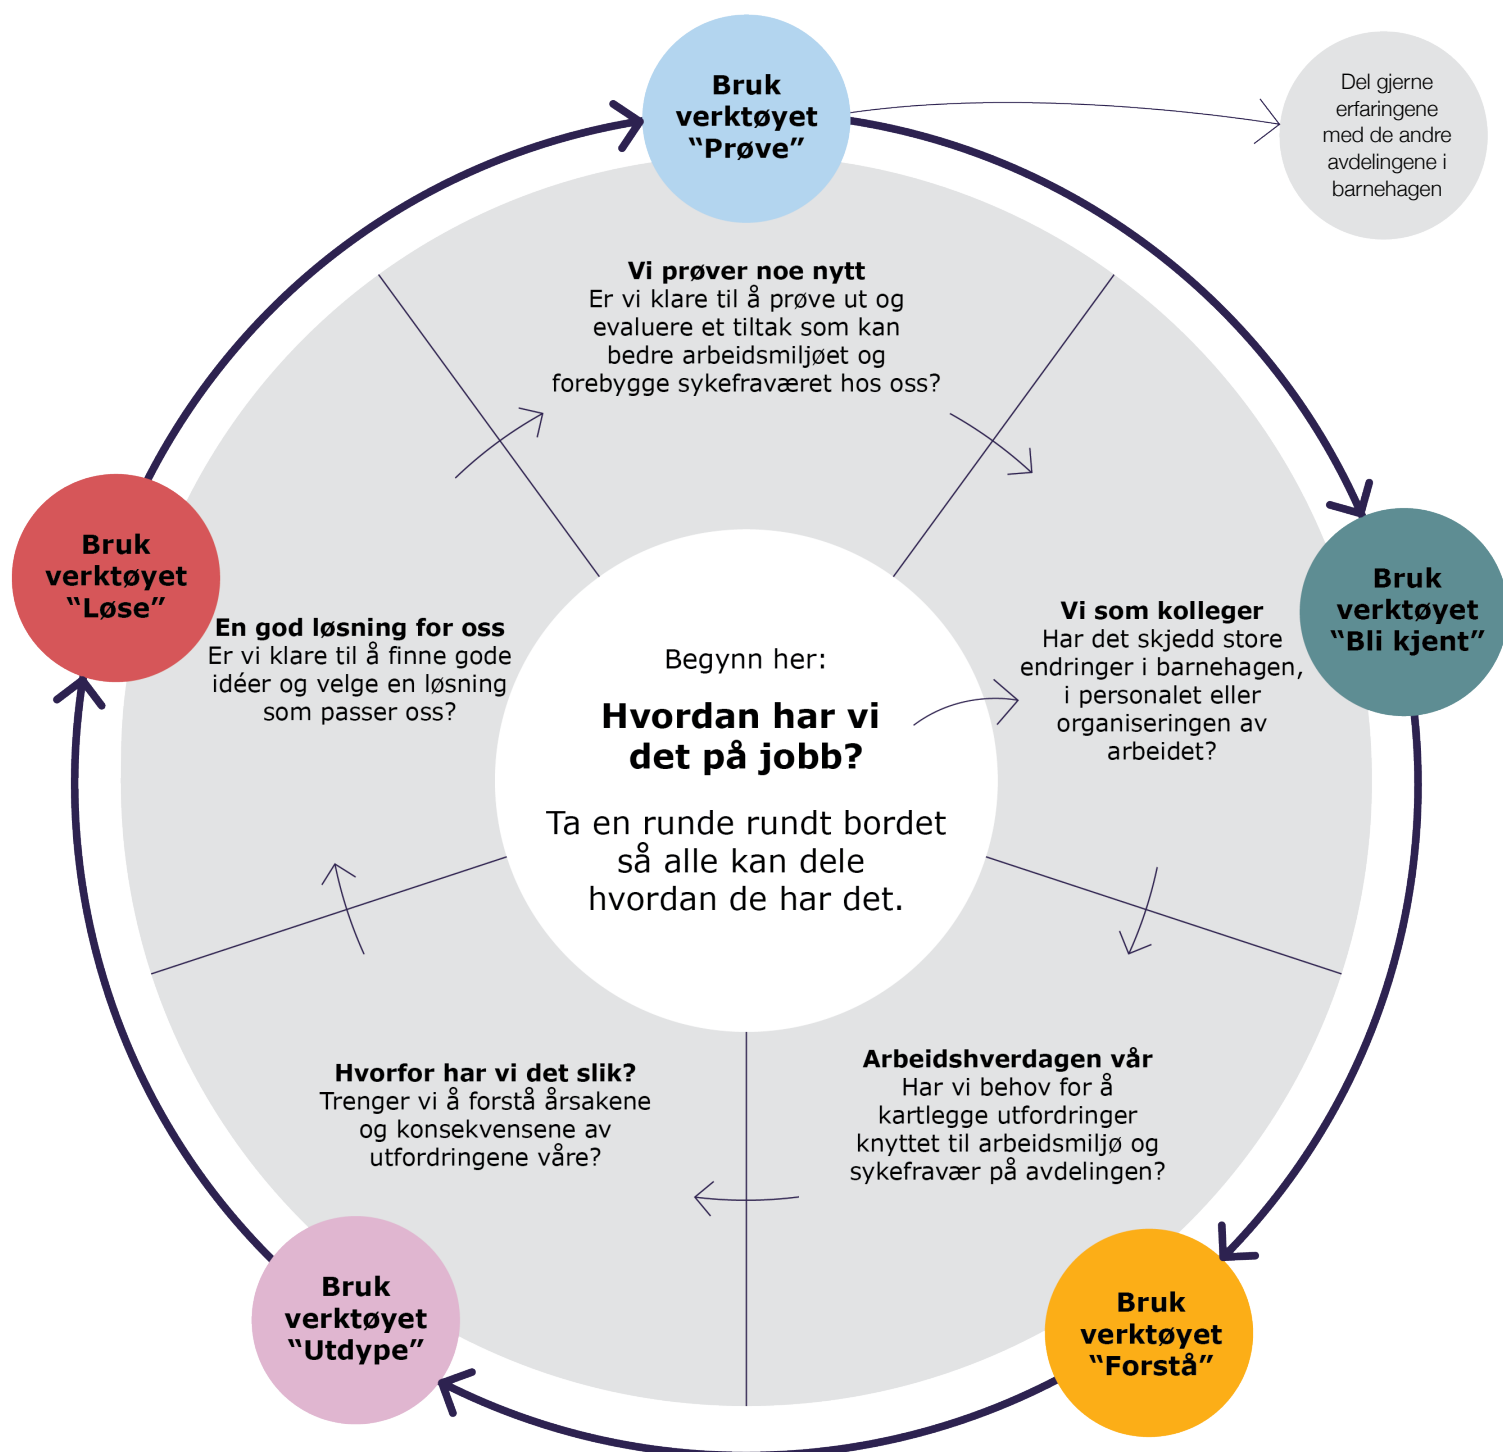 Bruk
verktøyet
“Prøve”
Del gjerne
erfaringene
med de andre
avdelingene i
barnehagen
Vi prøver noe nytt
Er vi klare til å prøve ut og
evaluere et tiltak som kan
bedre arbeidsmiljøet og
forebygge sykefraværet hos oss?
Bruk
verktøyet
“Bli kjent”
Vi som kolleger
Har det skjedd store
endringer i barnehagen,
i personalet eller
organiseringen av
arbeidet?
Bruk
verktøyet
“Løse”
En god løsning for oss
Er vi klare til å finne gode
idéer og velge en løsning
som passer oss?
Begynn her:
Hvordan har vi
det på jobb?
Ta en runde rundt bordet
så alle kan dele
hvordan de har det.
Arbeidshverdagen vår
Har vi behov for å
kartlegge utfordringer
knyttet til arbeidsmiljø og
sykefravær på avdelingen?
Bruk
verktøyet
“Forstå”
Hvorfor har vi det slik?
Trenger vi å forstå årsakene
og konsekvensene av
utfordringene våre?
Bruk
verktøyet
“Utdype”